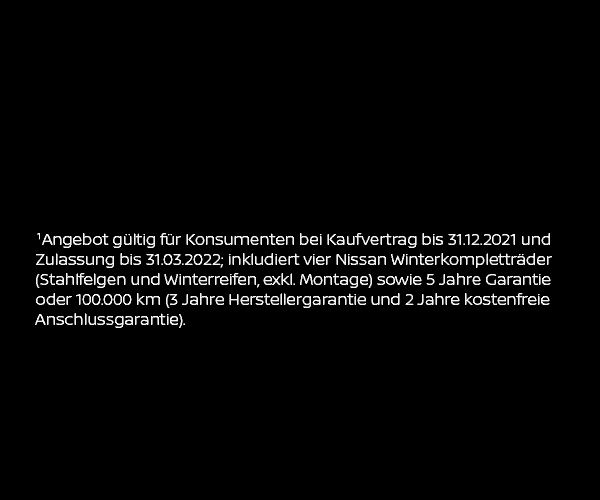 ¹Angebot gültig für Konsumenten bei Kaufvertrag bis 31.12.2021 und
Zulassung bis 31.03.2022; inkludiert vier Nissan Winterkompletträder
(Stahlfelgen und Winterreifen, exkl. Montage) sowie 5 Jahre Garantie
oder 100.000 km (3 Jahre Herstellergarantie und 2 Jahre kostenfreie
Anschlussgarantie).